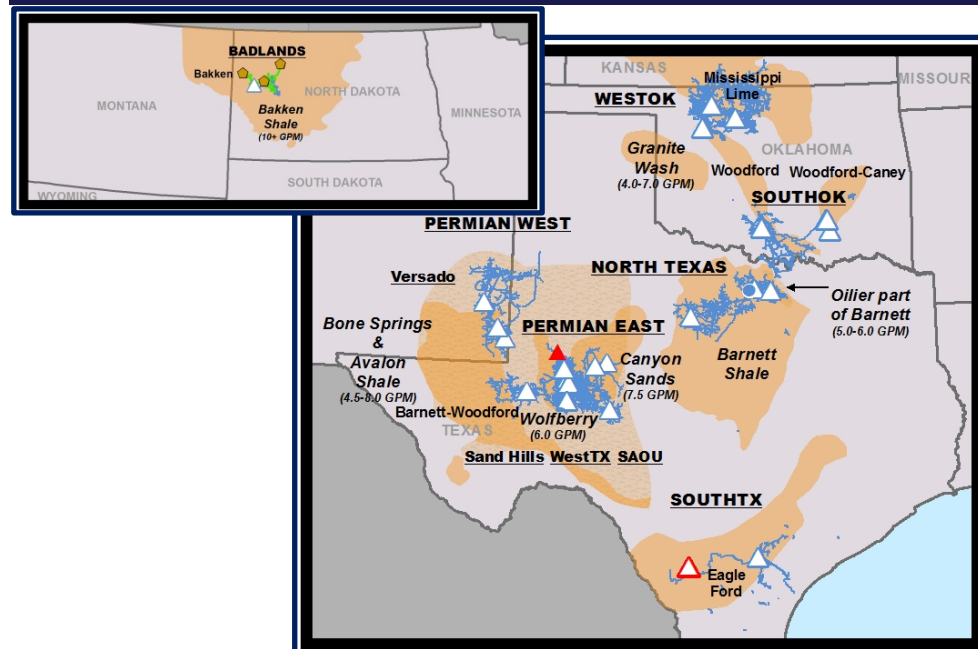 BADLANDS
Bakken
MONTANA
NORTH DAKOTA
Bakken
Shale
(10+ GPM)
MINNESOTA
SOUTH DAKOTA
WYOMING
KANSAS
MISSOUR
Mississippi
Lime
WESTOK
OKLAHOMA
Granite
Wash
(4.0-7.0 GPM)
Woodford
Woodford-Caney
SOUTHOK
PERMIAN WEST
Versado
NORTH TEXAS
Oilier part
of Barnett
(5.0-6.0 GPM)
Bone Springs
&
Avalon
Shale
(4.5-8.0 GPM)
PERMIAN EAST
Canyon
Sands
(7.5 GPM)
Barnett
Shale
Barnett-Woodford
TEXAS
Wolfberry
(6.0 GPM)
Sand Hills WestTX SAOU
SOUTHTX
Eagle
Ford